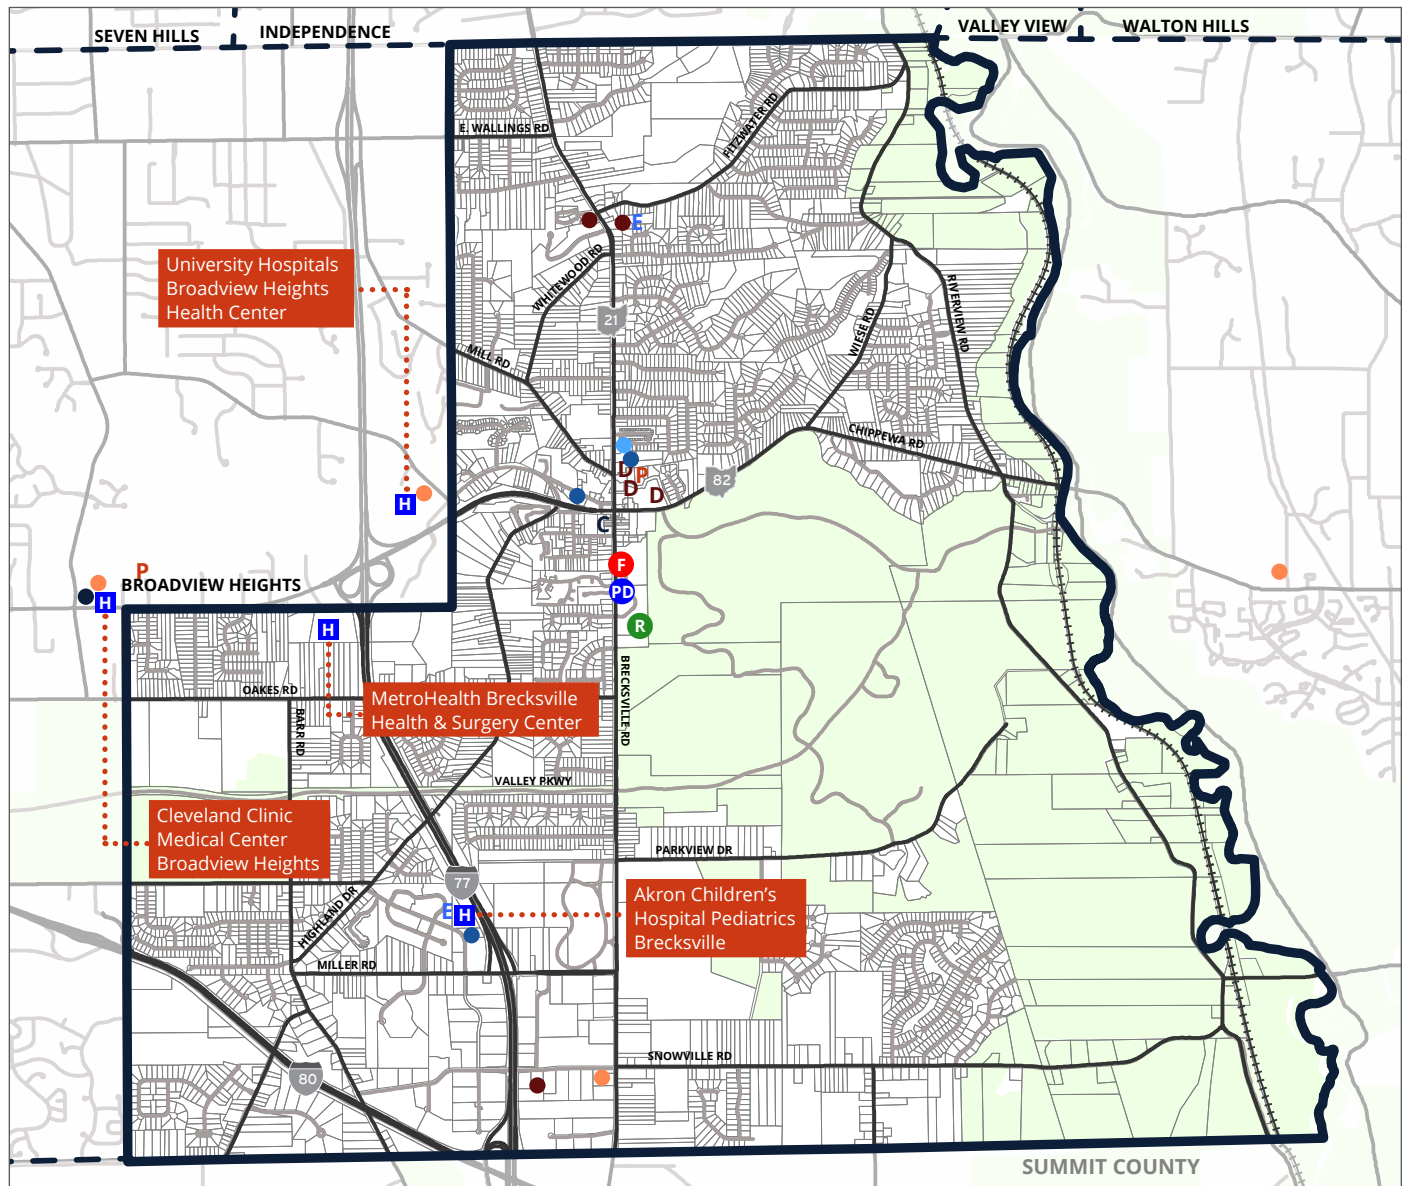 SEVEN HILLS
INDEPENDENCE
VALLEY VIEW
WALTON HILLS
E. WALLINGS RD
FITZWATER RD
E
WHITEWOOD RD
University Hospitals
Broadview Heights
Health Center
21
RIVERVIEW RD
WIESE RD
MILL RD
CHIPPEWA RD
D
P
82
D
D
H
C
F
P
BROADVIEW HEIGHTS
PD
H
H
R
OAKES RD
BRECKSVILLE RD
MetroHealth Brecksville
Health & Surgery Center
BARR RD
VALLEY PKWY
Cleveland Clinic
Medical Center
Broadview Heights
PARKVIEW DR
77
Akron Children’s
Hospital Pediatrics
Brecksville
E
H
HIGHLAND DR
MILLER RD
SNOWVILLE RD
80
SUMMIT COUNTY